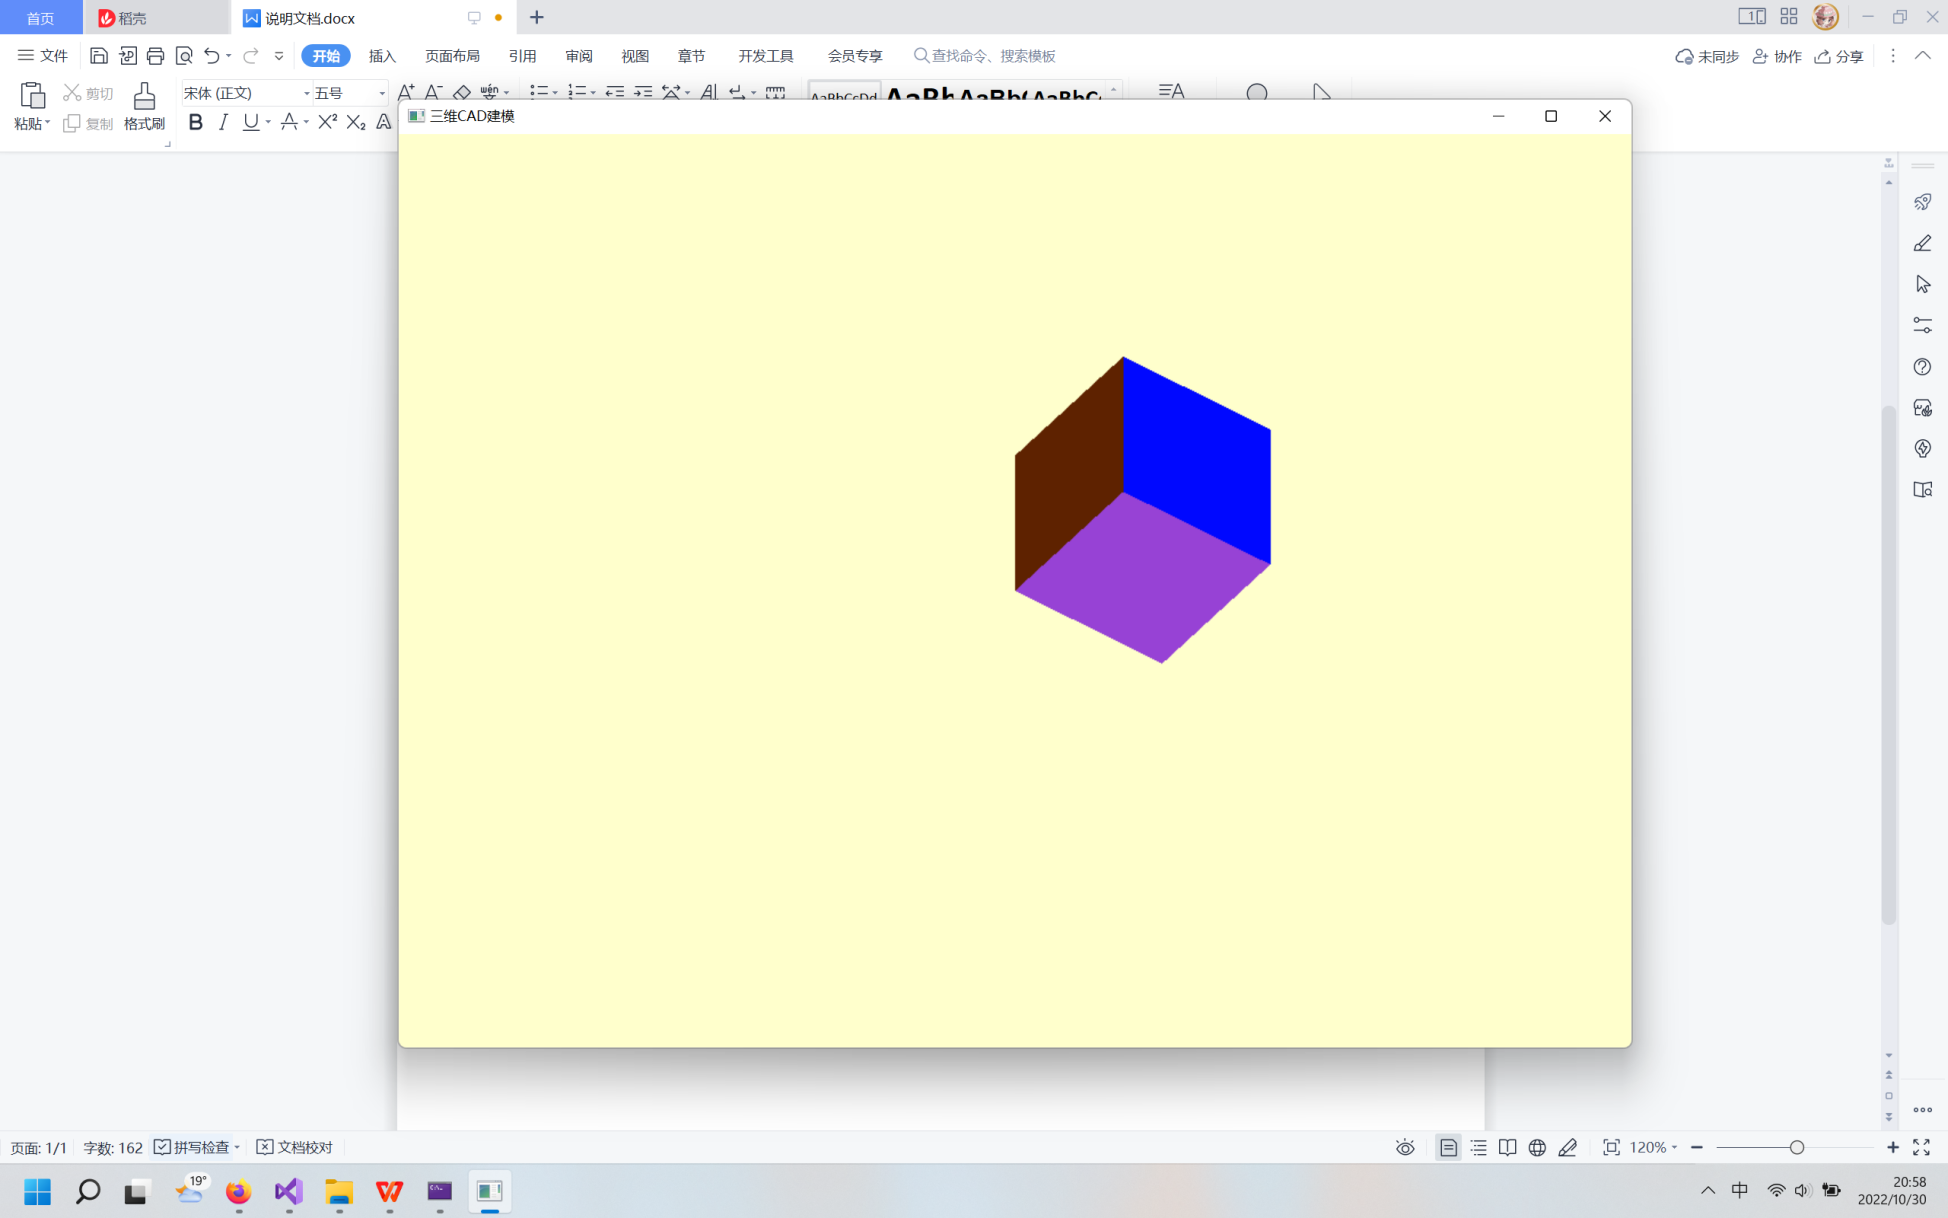 首页 稻壳 说明文档.docx
文件 开始 插入 页面布局 引用 审阅 视图 章节 开发工具 会员专享 查找命令、搜索模板 未同步 协作 分享
剪切 宋体 (正文) 五号
AaBbCcDd
粘贴 复制 格式刷 B I U A X² X₂ A
三维CAD建模
页面: 1/1 字数: 162 拼写检查 文档校对 120%
19°
中
20:58
2022/10/30